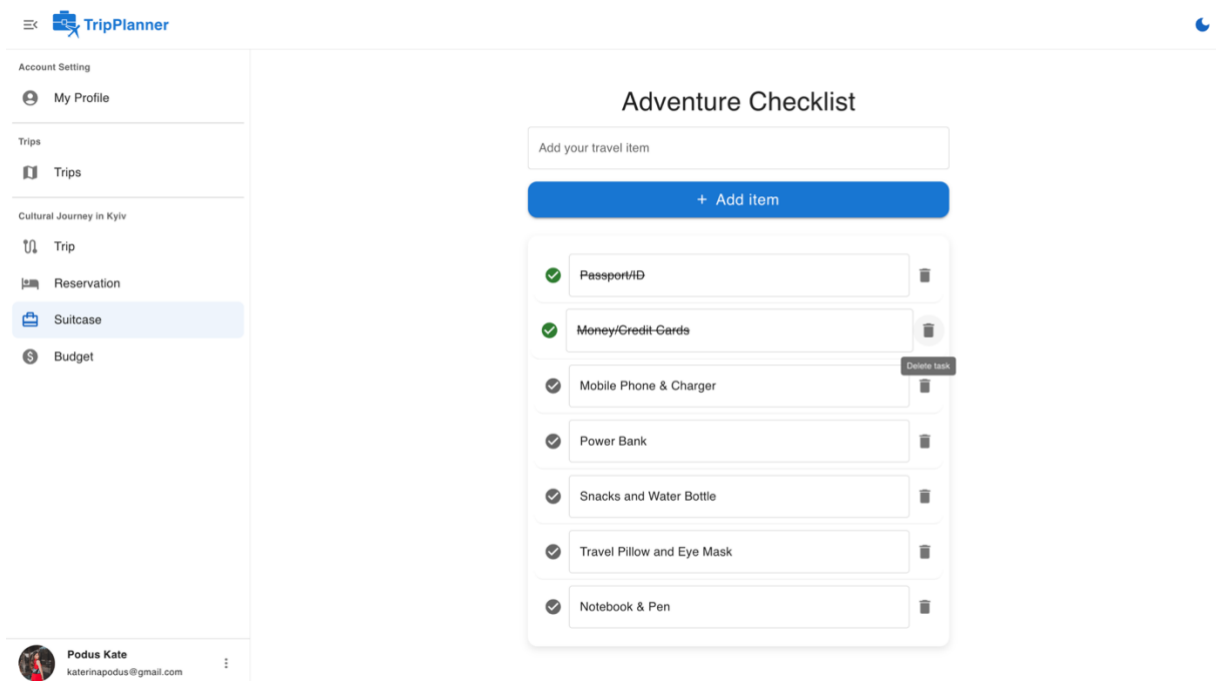 TripPlanner
Account Setting
My Profile
Trips
Trips
Cultural Journey in Kyiv
Trip
Reservation
Suitcase
Budget
Podus Kate
katerinapodus@gmail.com
Adventure Checklist
Add your travel item
+ Add item
Passport/ID
Money/Credit Cards
Delete task
Mobile Phone & Charger
Power Bank
Snacks and Water Bottle
Travel Pillow and Eye Mask
Notebook & Pen